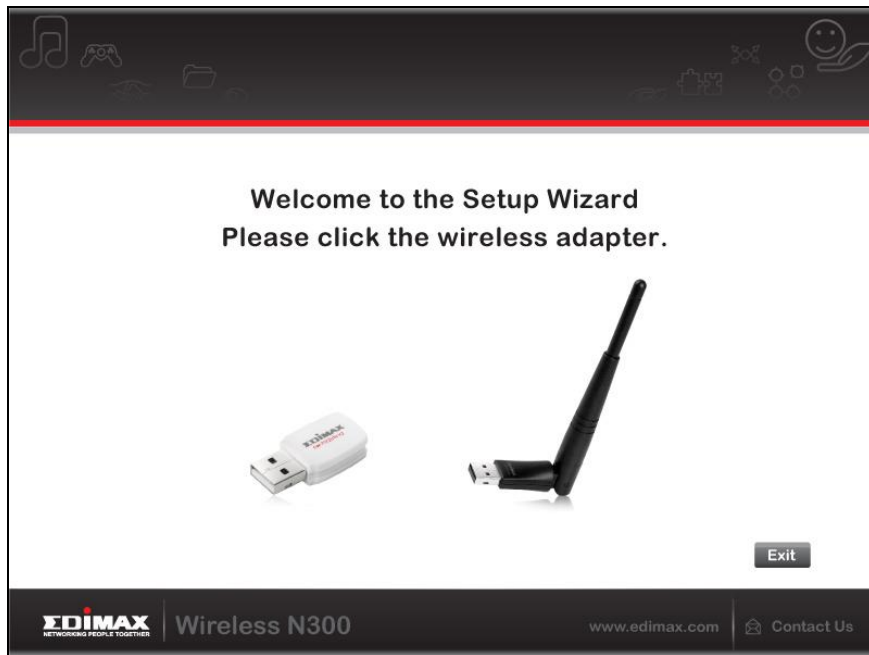 Welcome to the Setup Wizard
Please click the wireless adapter.
EDIMAX
Exit
EDIMAX
NETWORKING PEOPLE TOGETHER
Wireless N300
www.edimax.com
Contact Us